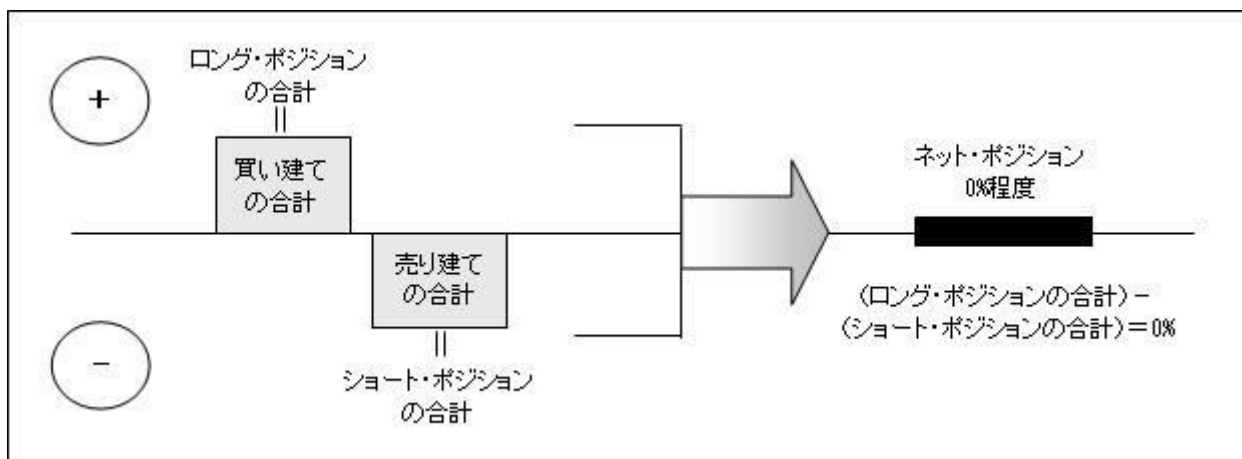 +
ロング・ポジション
の合計
||
買い建て
の合計
売り建て
の合計
||
ショート・ポジション
の合計
−
ネット・ポジション
0%程度
(ロング・ポジションの合計)−
(ショート・ポジションの合計)=0%